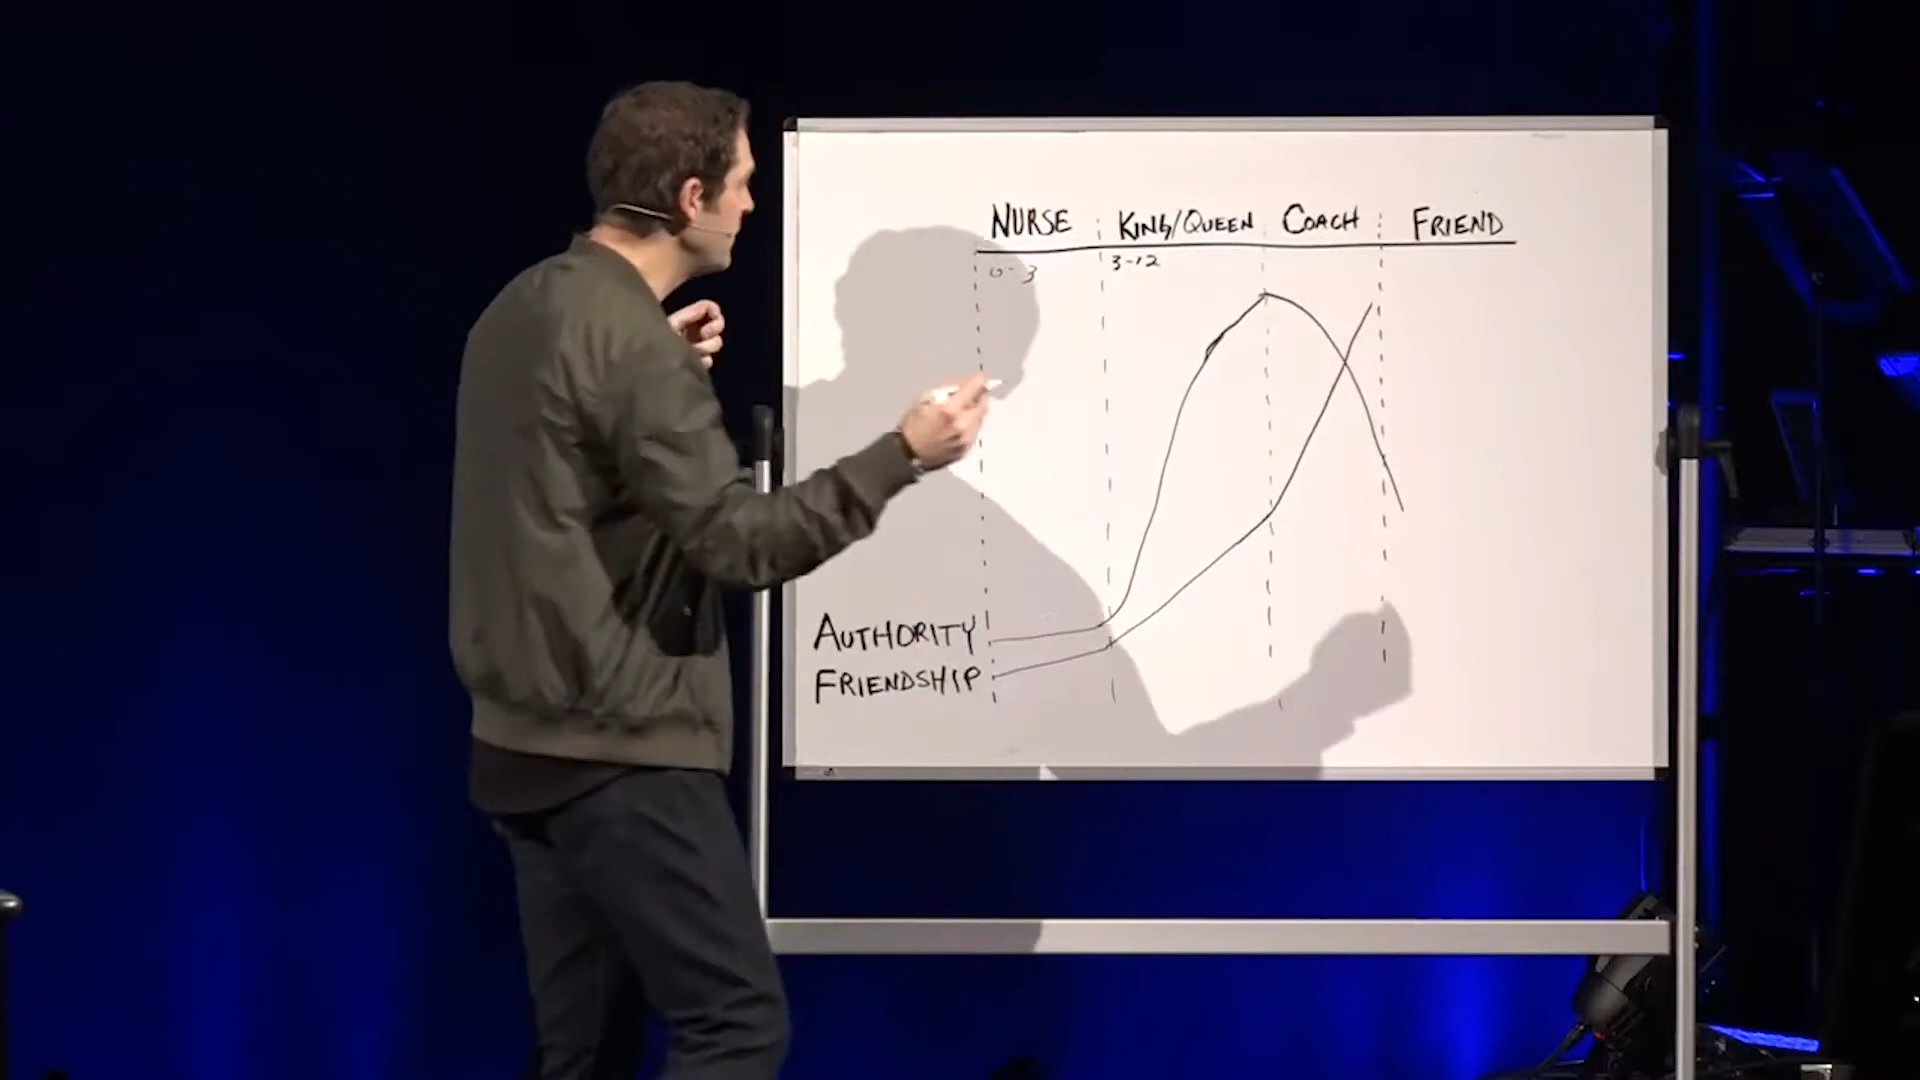 NURSE KING/QUEEN COACH FRIEND
0-3 3-12
AUTHORITY
FRIENDSHIP